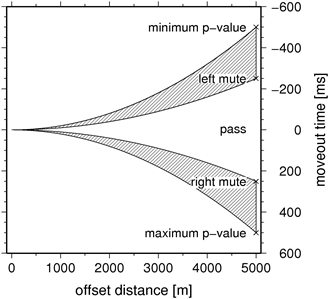 minimum p-value
left mute
pass
right mute
maximum p-value
-600
-400
-200
0
200
400
600
moveout time [ms]
0 1000 2000 3000 4000 5000
offset distance [m]